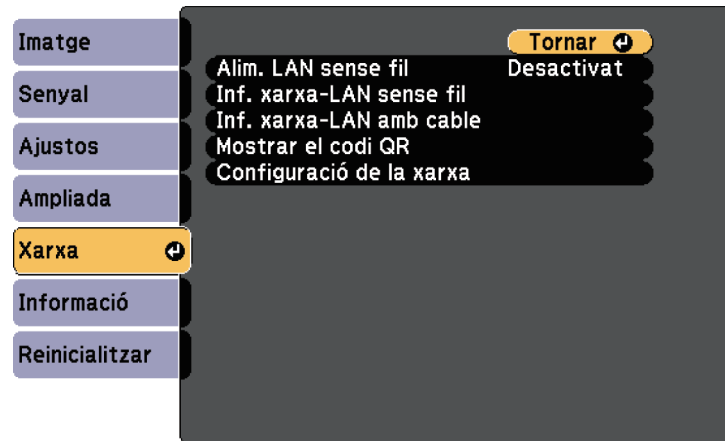 Imatge
Senyal
Ajustos
Ampliada
Xarxa
Informació
Reinicialitzar
Tornar
Alim. LAN sense fil Desactivat
Inf. xarxa-LAN sense fil
Inf. xarxa-LAN amb cable
Mostrar el codi QR
Configuració de la xarxa